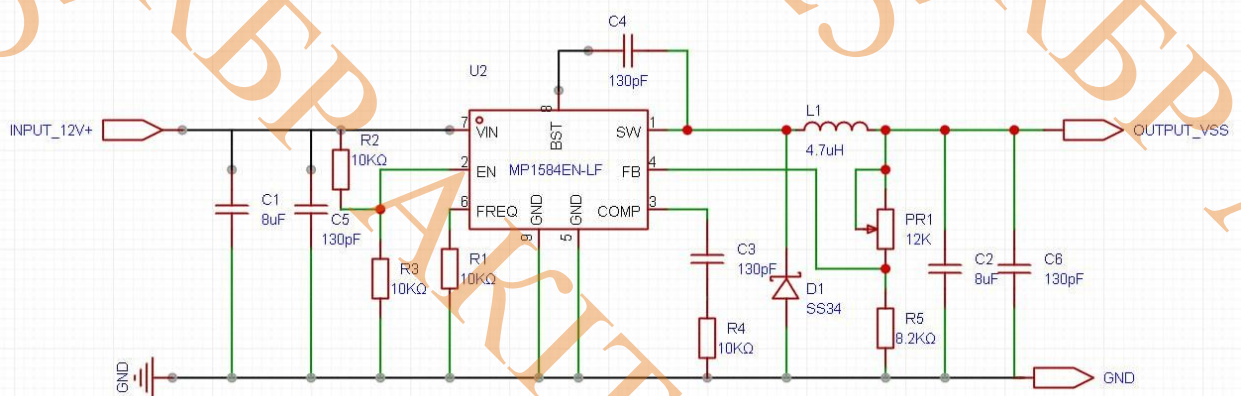 C4
130pF
U2
INPUT_12V+
R2
10KΩ
7
VIN
8
BST
SW
1
L1
4.7uH
OUTPUT_VSS
2
EN
MP1584EN-LF
FB
4
6
FREQ
GND
GND
COMP
3
9
5
C1
8uF
C5
130pF
R3
10KΩ
R1
10KΩ
C3
130pF
R4
10KΩ
D1
SS34
PR1
12K
R5
8.2KΩ
C2
8uF
C6
130pF
GND
GND